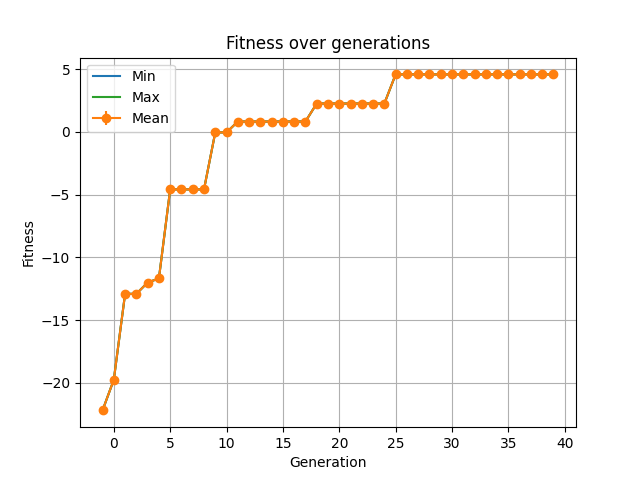 Fitness over generations
Min
Max
Mean
5
0
−5
−10
−15
−20
Fitness
0 5 10 15 20 25 30 35 40
Generation